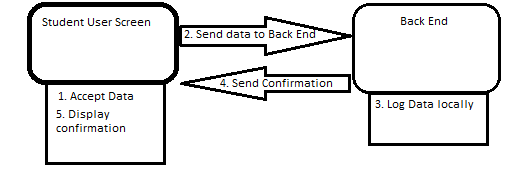 Student User Screen
Back End
2. Send data to Back End
4. Send Confirmation
1. Accept Data
5. Display
confirmation
3. Log Data locally